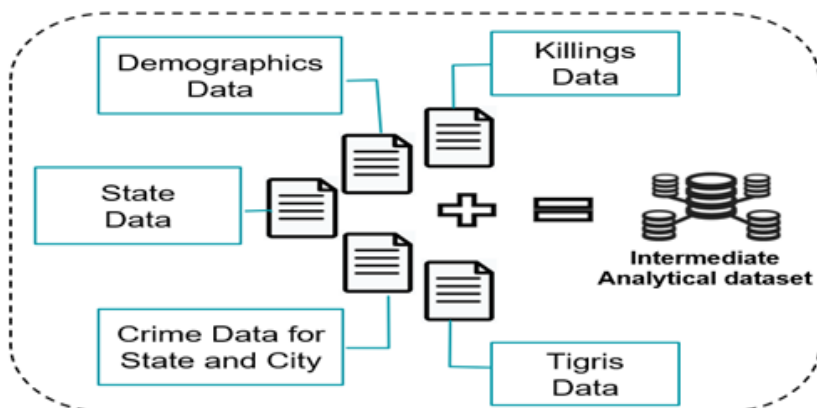 Demographics
Data
Killings
Data
State
Data
Intermediate
Analytical dataset
Crime Data for
State and City
Tigris
Data